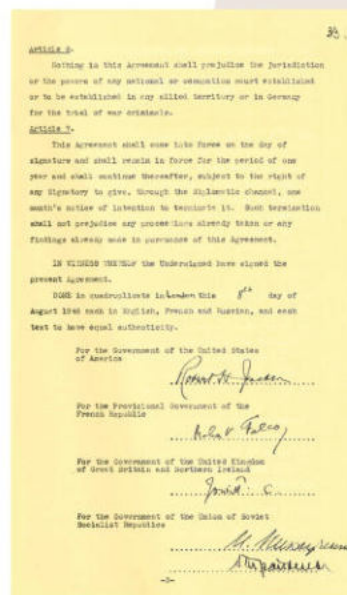 Article 6.
Nothing in this Agreement shall prejudice the jurisdiction
or the powers of any national or occupation court established
or to be established in any allied territory or in Germany
for the trial of war criminals.
Article 7.
This Agreement shall come into force on the day of
signature and shall remain in force for the period of one
year and shall continue thereafter, subject to the right of
any Signatory to give, through the Diplomatic channel, one
month's notice of intention to terminate it. Such termination
shall not prejudice any proceedings already taken or any
findings already made in pursuance of this Agreement.
IN WITNESS WHEREOF the Undersigned have signed the
present Agreement.
DONE in quadruplicate in London this 8th day of
August 1945 each in English, French and Russian, and each
text to have equal authenticity.
For the Government of the United States
of America
Robert H. Jackson
For the Provisional Government of the
French Republic
Falco
For the Government of the United Kingdom
of Great Britain and Northern Ireland
Jowitt C.
For the Government of the Union of Soviet
Socialist Republics
-3-